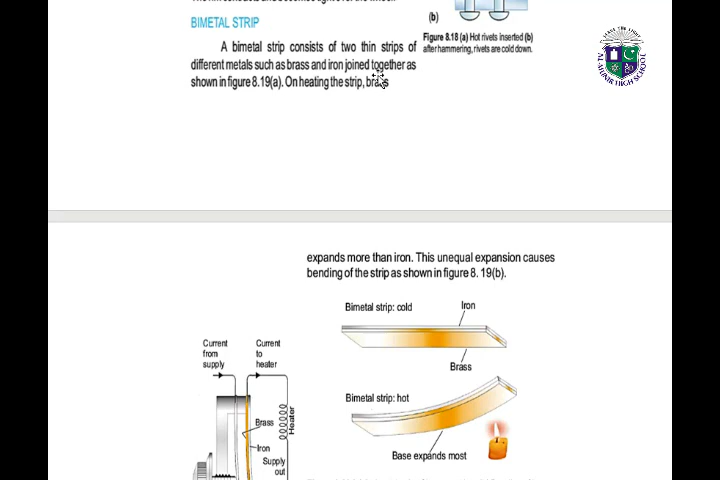 BIMETAL STRIP
A bimetal strip consists of two thin strips of
different metals such as brass and iron joined together as
shown in figure 8.19(a). On heating the strip, brass
(b)
Figure 8.18 (a) Hot rivets inserted (b)
after hammering, rivets are cold down.
AL-AHMAR HIGH SCHOOL
expands more than iron. This unequal expansion causes
bending of the strip as shown in figure 8. 19(b).
Bimetal strip: cold
Iron
Brass
Bimetal strip: hot
Base expands most
Current
from
supply
Current
to
heater
Brass
Iron
Heater
Supply
out